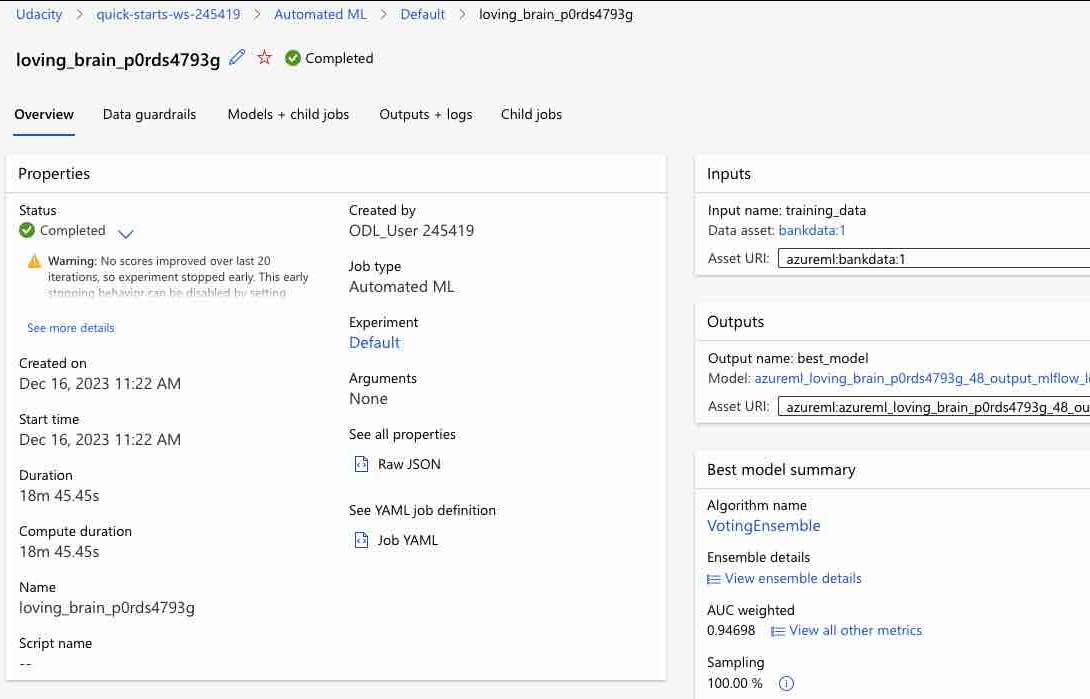 Udacity > quick-starts-ws-245419 > Automated ML > Default > loving_brain_p0rds4793g
loving_brain_p0rds4793g Completed
Overview Data guardrails Models + child jobs Outputs + logs Child jobs
Properties
Status
Completed
Warning: No scores improved over last 20
iterations, so experiment stopped early. This early
stopping behavior can be disabled by setting
See more details
Created on
Dec 16, 2023 11:22 AM
Start time
Dec 16, 2023 11:22 AM
Duration
18m 45.45s
Compute duration
18m 45.45s
Name
loving_brain_p0rds4793g
Script name
--
Created by
ODL_User 245419
Job type
Automated ML
Experiment
Default
Arguments
None
See all properties
Raw JSON
See YAML job definition
Job YAML
Inputs
Input name: training_data
Data asset: bankdata:1
Asset URI: azureml:bankdata:1
Outputs
Output name: best_model
Model: azureml_loving_brain_p0rds4793g_48_output_mlflow_l
Asset URI: azureml:azureml_loving_brain_p0rds4793g_48_ou
Best model summary
Algorithm name
VotingEnsemble
Ensemble details
View ensemble details
AUC weighted
0.94698 View all other metrics
Sampling
100.00 %